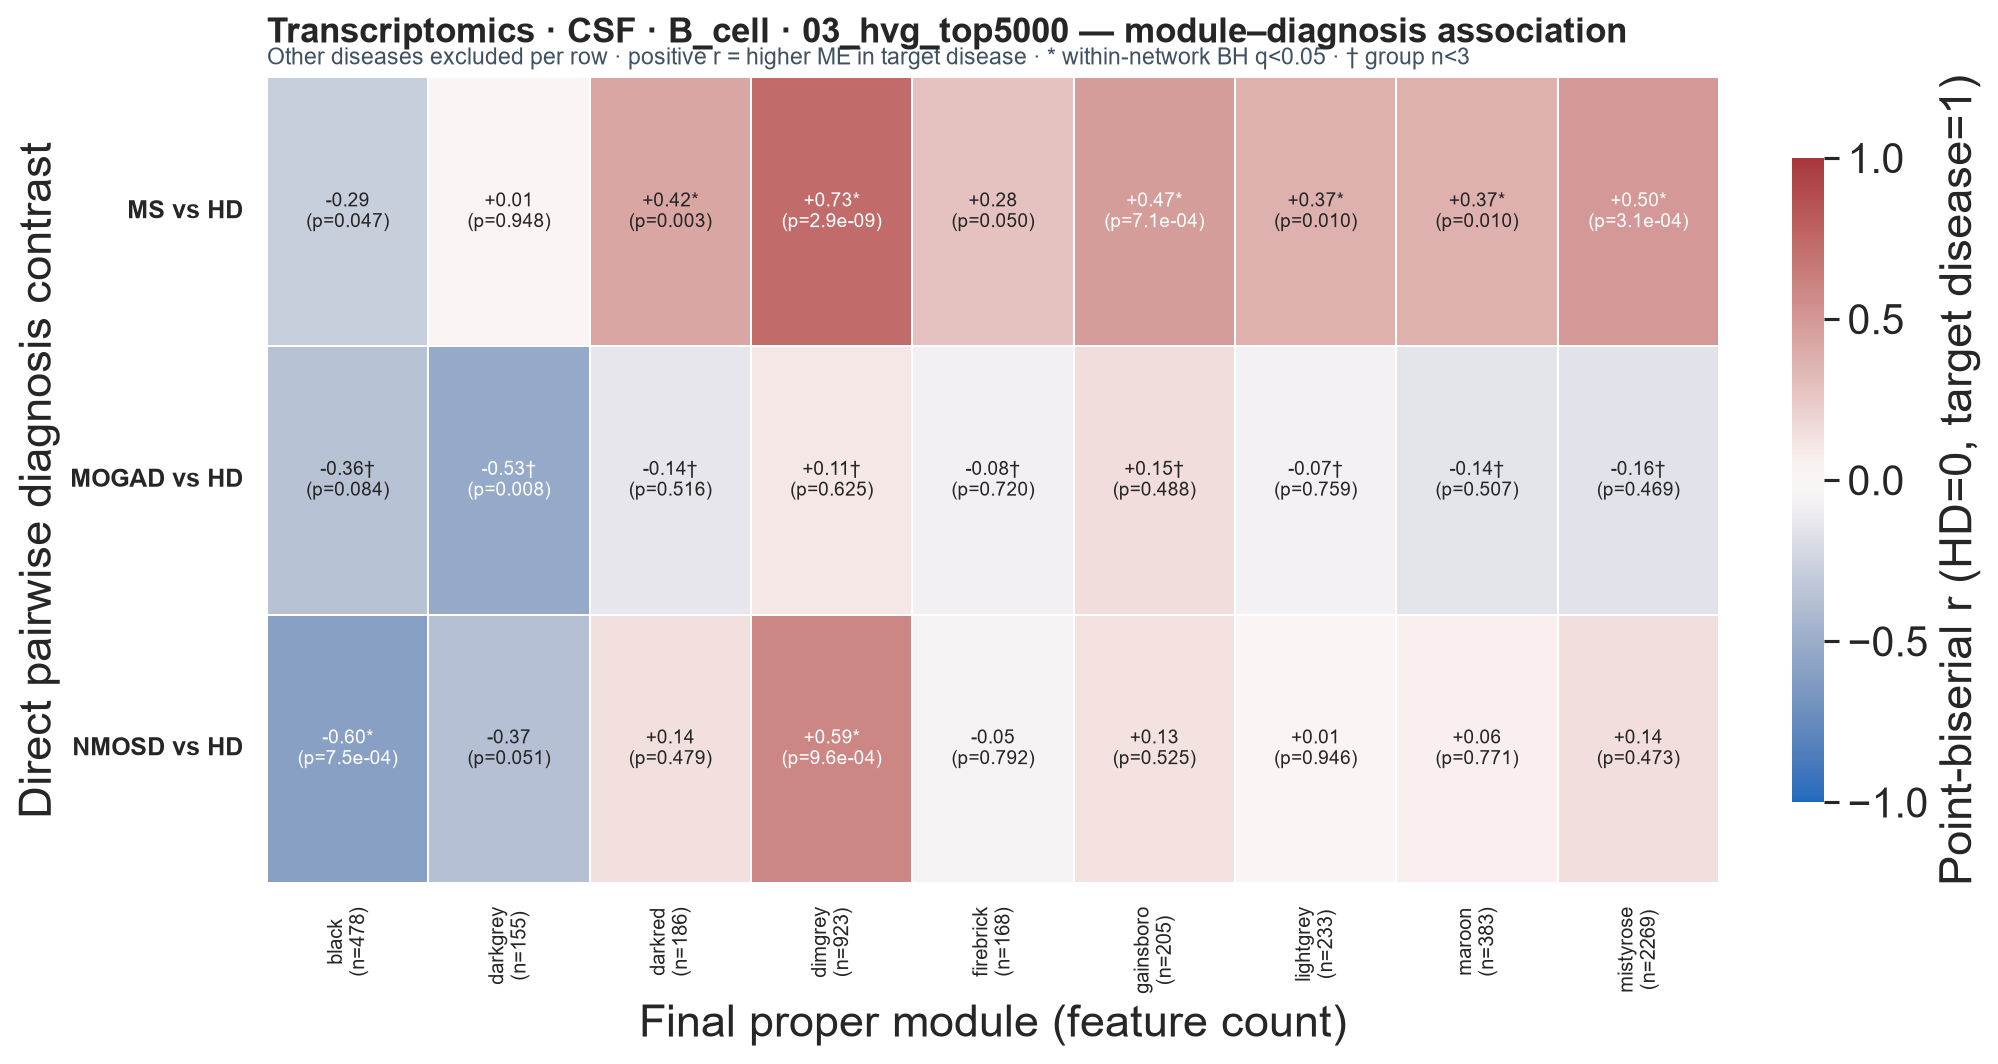 Transcriptomics · CSF · B_cell · 03_hvg_top5000 — module–diagnosis association
Other diseases excluded per row · positive r = higher ME in target disease · * within-network BH q<0.05 · † group n<3
Direct pairwise diagnosis contrast
MS vs HD
-0.29
(p=0.047)
+0.01
(p=0.948)
+0.42*
(p=0.003)
+0.73*
(p=2.9e-09)
+0.28
(p=0.050)
+0.47*
(p=7.1e-04)
+0.37*
(p=0.010)
+0.37*
(p=0.010)
+0.50*
(p=3.1e-04)
MOGAD vs HD
-0.36†
(p=0.084)
-0.53†
(p=0.008)
-0.14†
(p=0.516)
+0.11†
(p=0.625)
-0.08†
(p=0.720)
+0.15†
(p=0.488)
-0.07†
(p=0.759)
-0.14†
(p=0.507)
-0.16†
(p=0.469)
NMOSD vs HD
-0.60*
(p=7.5e-04)
-0.37
(p=0.051)
+0.14
(p=0.479)
+0.59*
(p=9.6e-04)
-0.05
(p=0.792)
+0.13
(p=0.525)
+0.01
(p=0.946)
+0.06
(p=0.771)
+0.14
(p=0.473)
black
(n=478)
darkgrey
(n=155)
darkred
(n=186)
dimgrey
(n=923)
firebrick
(n=168)
gainsboro
(n=205)
lightgrey
(n=233)
maroon
(n=383)
mistyrose
(n=2269)
Final proper module (feature count)
1.0
0.5
0.0
−0.5
−1.0
Point-biserial r (HD=0, target disease=1)